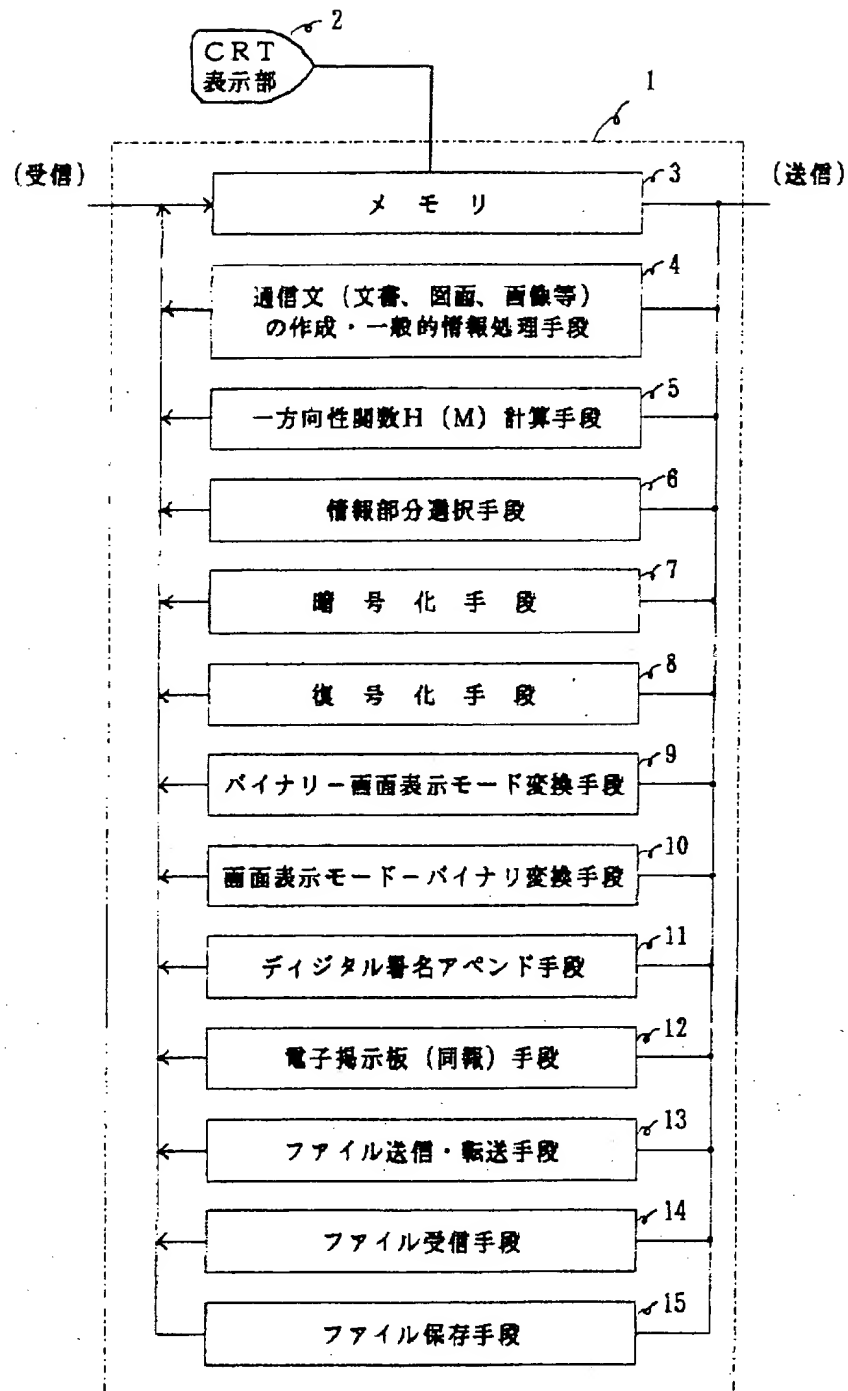 2
CRT
表示部
1
(受信)
(送信)
3
メモリ
4
通信文(文書、図面、画像等)
の作成・一般的情報処理手段
5
一方向性関数H(M)計算手段
6
情報部分選択手段
7
暗号化手段
8
復号化手段
9
バイナリー画面表示モード変換手段
10
画面表示モードーバイナリ変換手段
11
ディジタル署名アペンド手段
12
電子掲示板(同報)手段
13
ファイル送信・転送手段
14
ファイル受信手段
15
ファイル保存手段